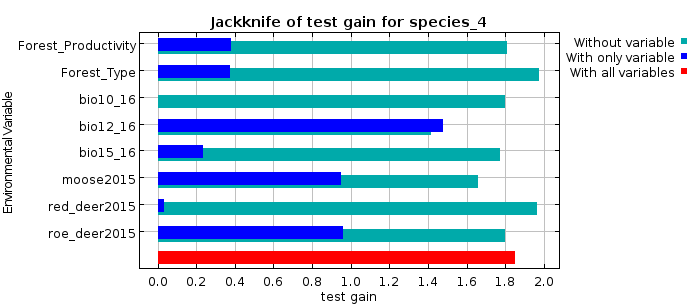 Jackknife of test gain for species_4
Without variable
With only variable
With all variables
Environmental Variable
Forest_Productivity
Forest_Type
bio10_16
bio12_16
bio15_16
moose2015
red_deer2015
roe_deer2015
0.0 0.2 0.4 0.6 0.8 1.0 1.2 1.4 1.6 1.8 2.0
test gain